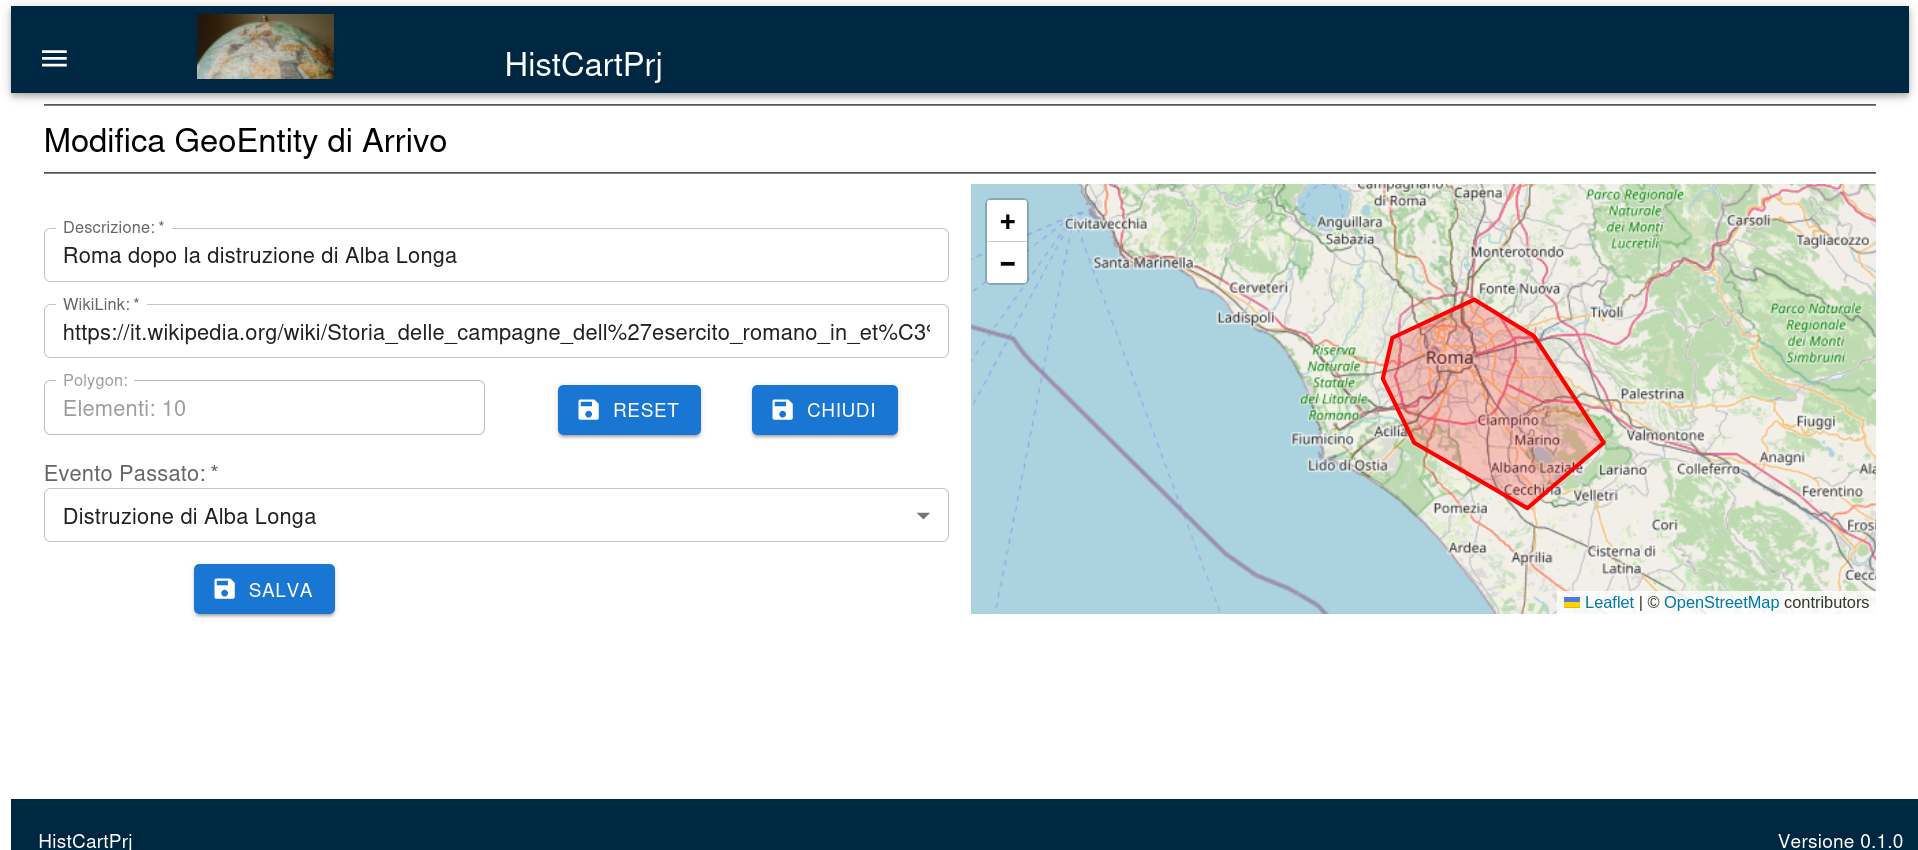 HistCartPrj
Modifica GeoEntity di Arrivo
Descrizione: *
Roma dopo la distruzione di Alba Longa
WikiLink: *
https://it.wikipedia.org/wiki/Storia_delle_campagne_dell%27esercito_romano_in_et%C3%
Polygon:
Elementi: 10
RESET
CHIUDI
Evento Passato: *
Distruzione di Alba Longa
SALVA
+
−
Campagnano
di Roma
Capena
Parco Regionale
Naturale
dei Monti
Lucretili
Carsoli
Tagliacozzo
Civitavecchia
Anguillara
Sabazia
Monterotondo
Santa Marinella
Cerveteri
Fonte Nuova
Ladispoli
Tivoli
Parco Naturale
Regionale
dei Monti
Simbruini
Riserva
Naturale
Statale
del Litorale
Romano
Roma
Palestrina
Fiumicino
Acilia
Ciampino
Marino
Valmontone
Fiuggi
Lido di Ostia
Albano Laziale
Lariano
Colleferro
Anagni
Ala
Cecchina
Velletri
Ferentino
Pomezia
Cori
Fros
Ardea
Aprilia
Cisterna di
Latina
Cecc
Leaflet | © OpenStreetMap contributors
HistCartPrj
Versione 0.1.0